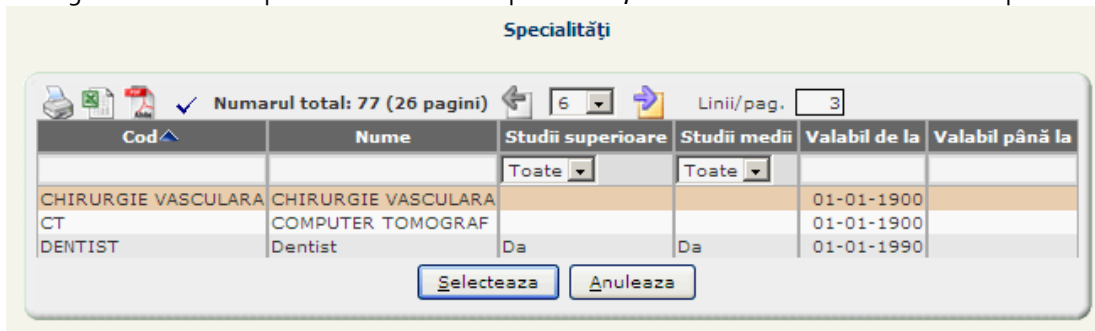 Specialităţi
Numarul total: 77 (26 pagini) 6 Linii/pag. 3
Cod Nume Studii superioare Studii medii Valabil de la Valabil până la
Toate Toate
CHIRURGIE VASCULARA CHIRURGIE VASCULARA 01-01-1900
CT COMPUTER TOMOGRAF 01-01-1900
DENTIST Dentist Da Da 01-01-1990
Selecteaza Anuleaza